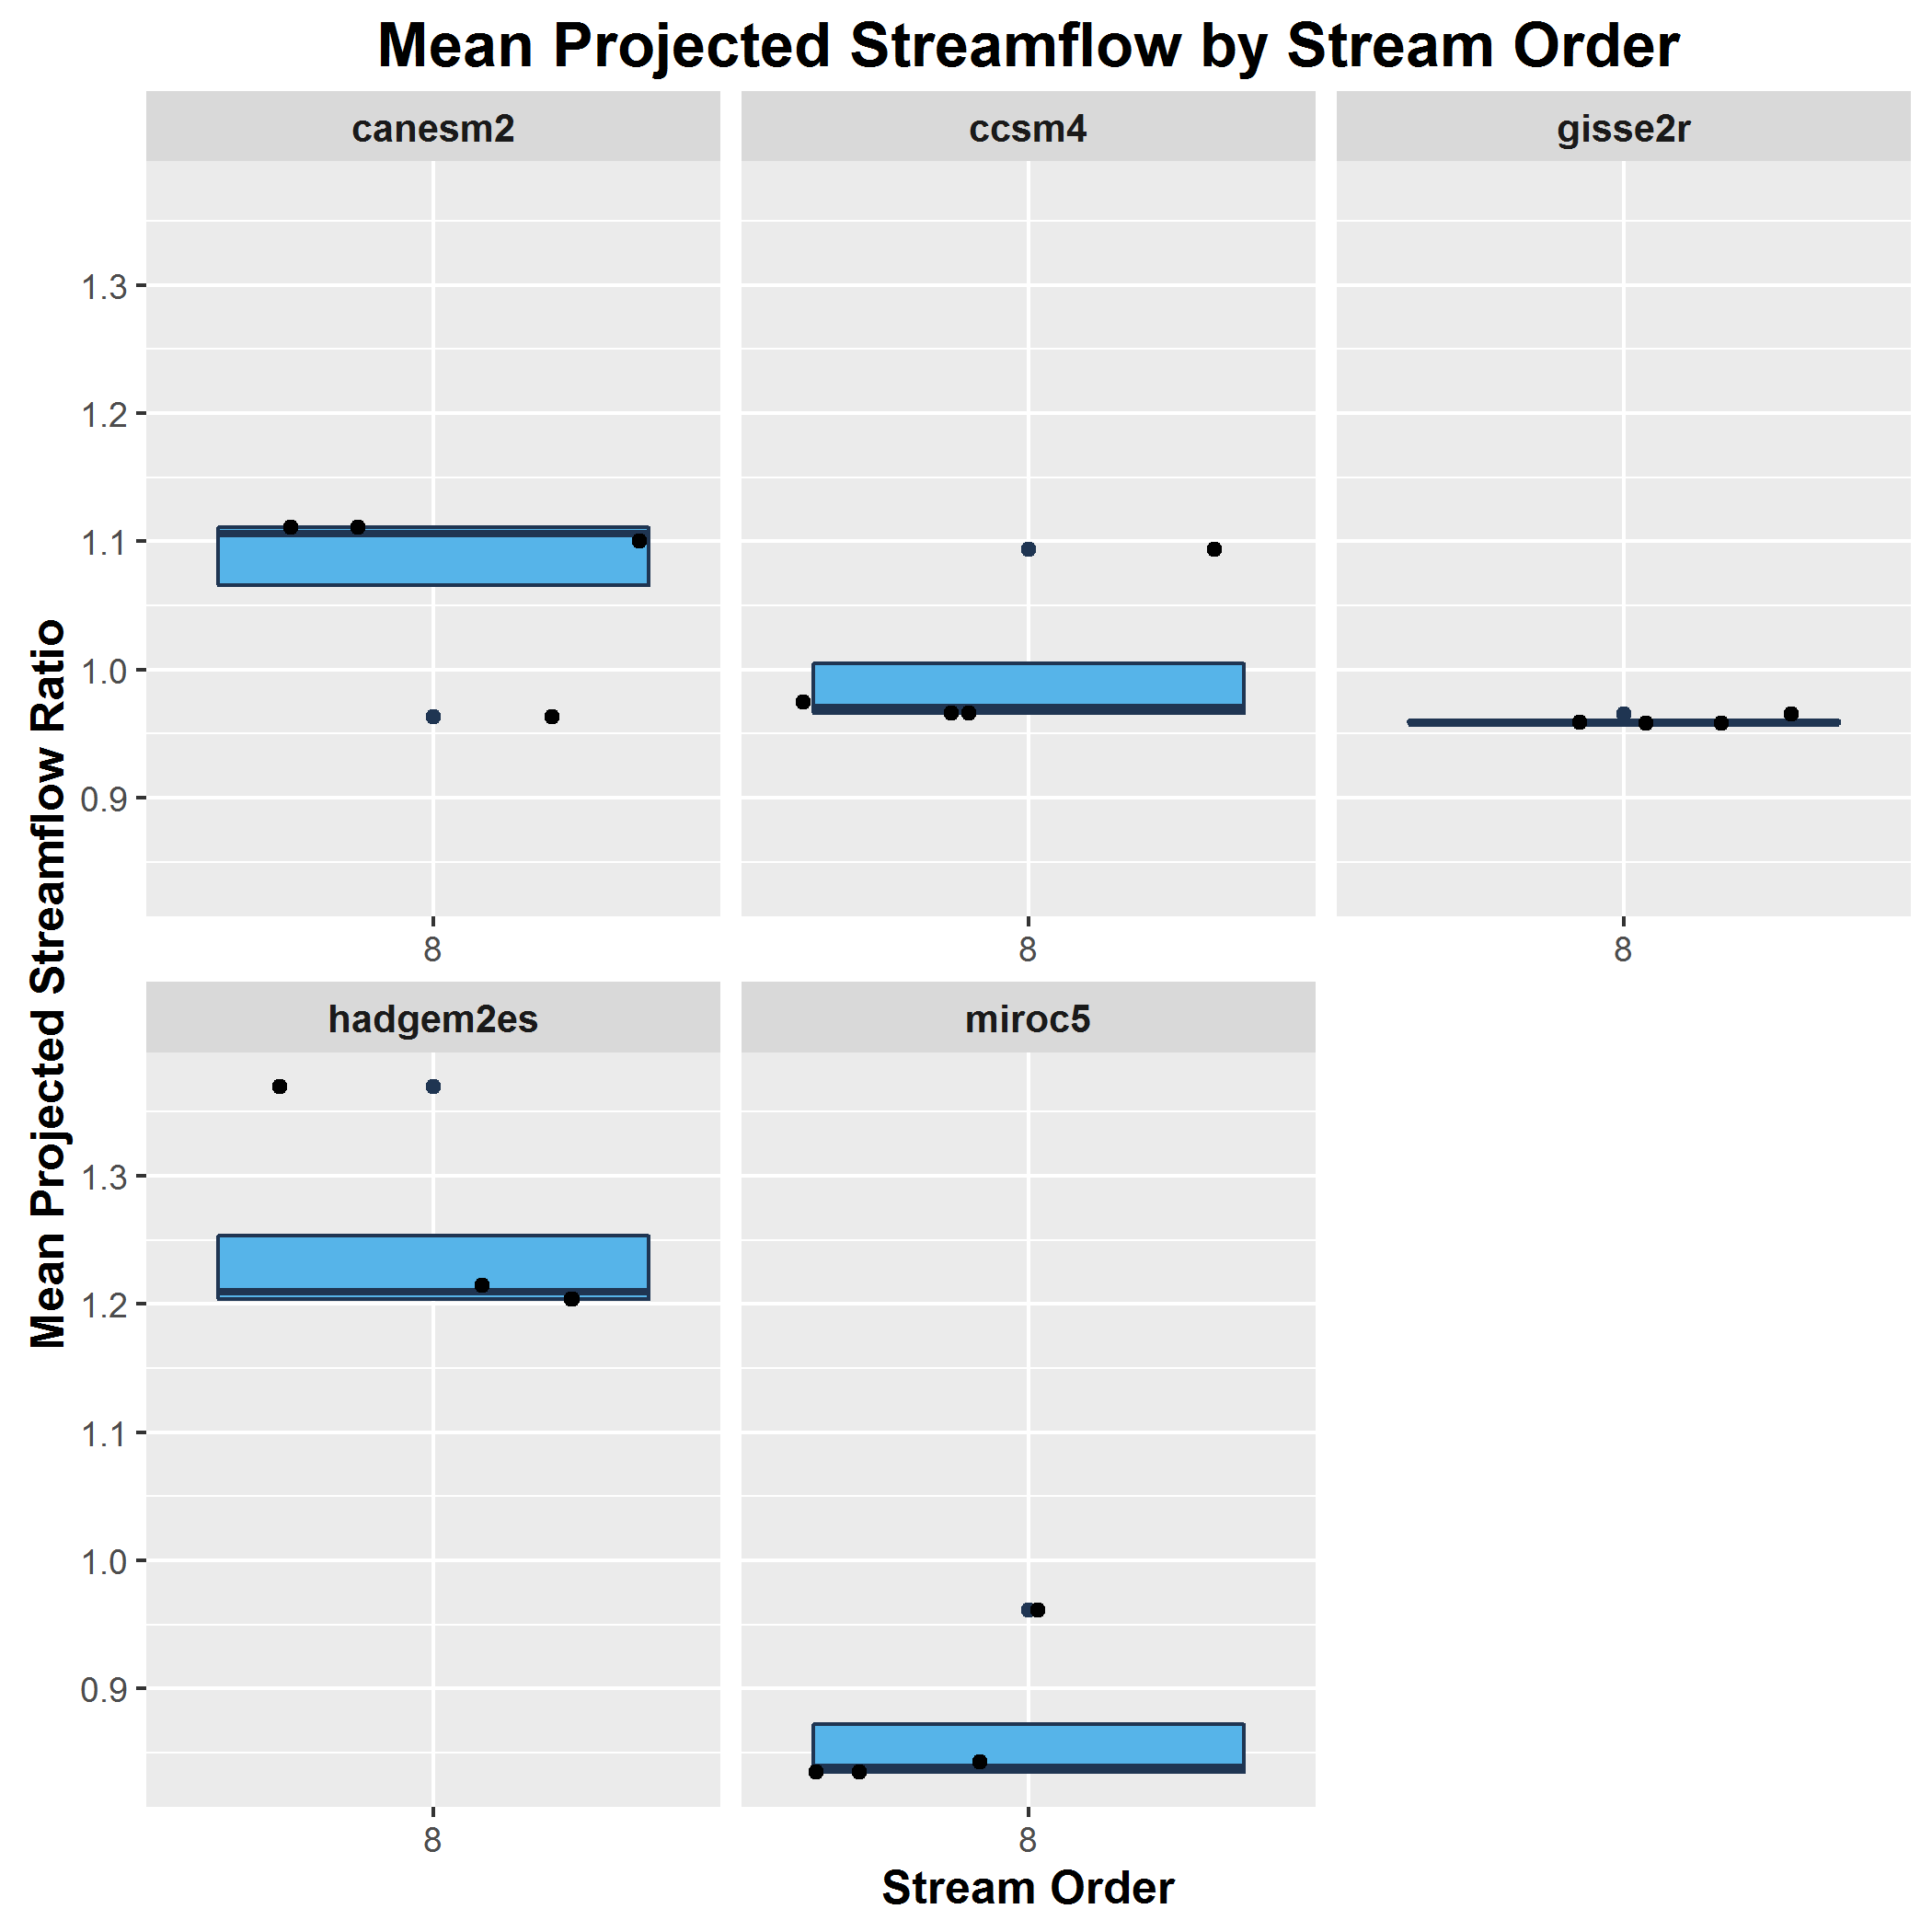 Mean Projected Streamflow by Stream Order
canesm2
ccsm4
gisse2r
1.3
1.2
1.1
1.0
0.9
8
8
8
Mean Projected Streamflow Ratio
hadgem2es
miroc5
1.3
1.2
1.1
1.0
0.9
8
8
Stream Order